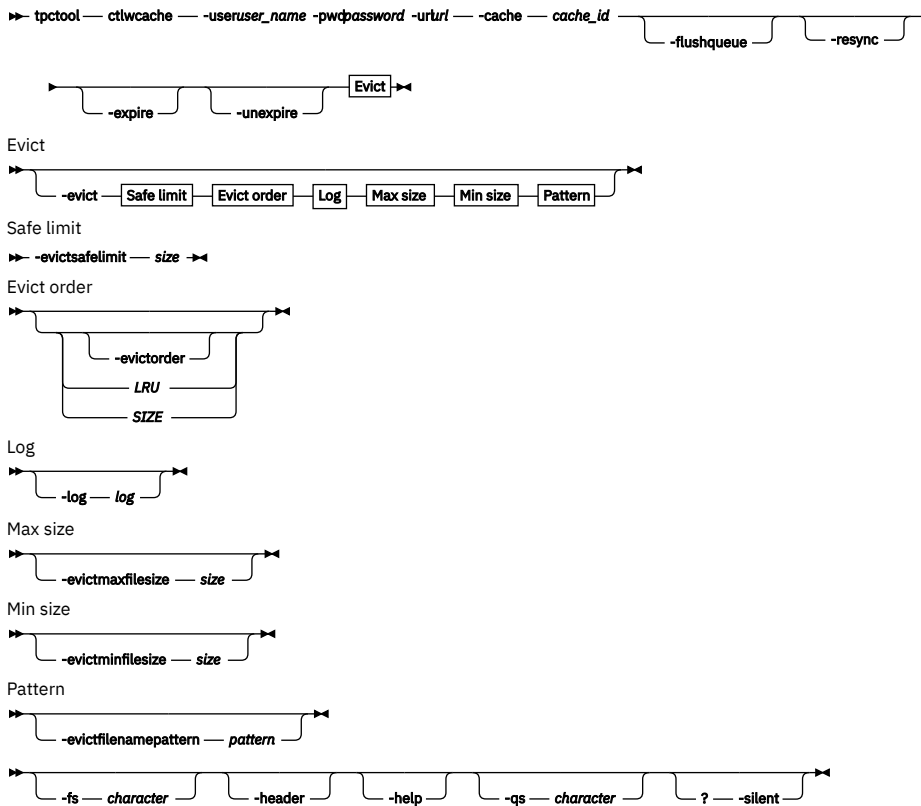 tpctool ctlwcache -useruser_name -pwdpassword -urlurl -cache cache_id
-flushqueue -resync
Evict
-expire -unexpire
Evict
-evict Safe limit Evict order Log Max size Min size Pattern
Safe limit
-evictsafelimit size
Evict order
-evictorder
LRU
SIZE
Log
-log log
Max size
-evictmaxfilesize size
Min size
-evictminfilesize size
Pattern
-evictfilenamepattern pattern
-fs character -header -help -qs character ? -silent